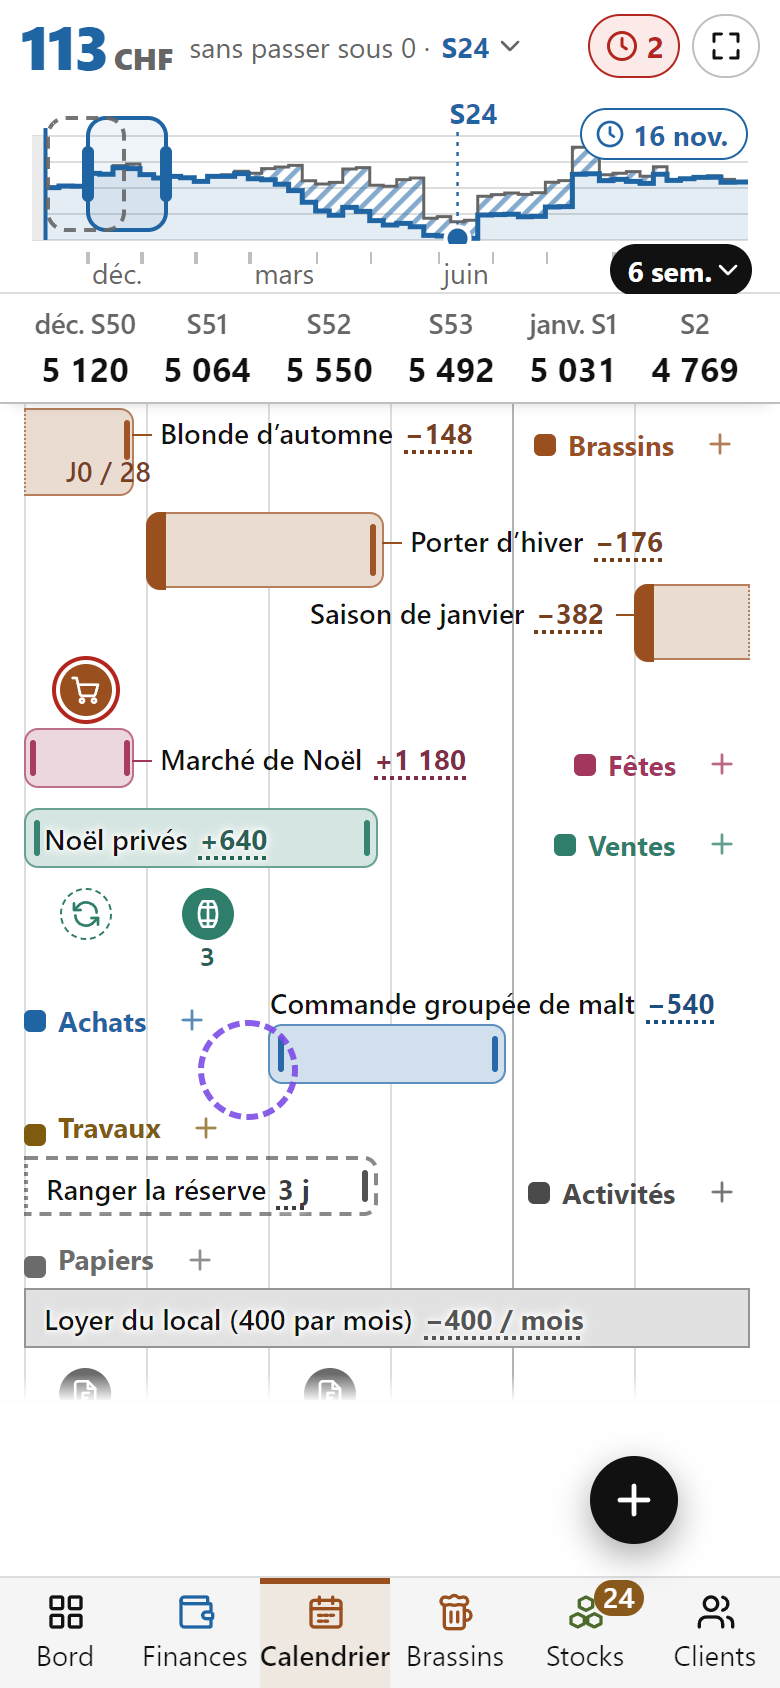 113 CHF sans passer sous 0 · S24
2
S24
16 nov.
déc. mars juin
6 sem.
déc. S50 S51 S52 S53 janv. S1 S2
5 120 5 064 5 550 5 492 5 031 4 769
Blonde d’automne −148
Brassins +
J0 / 28
Porter d’hiver −176
Saison de janvier −382
Marché de Noël +1 180
Fêtes +
Noël privés +640
Ventes +
3
Commande groupée de malt −540
Achats +
Travaux +
Ranger la réserve 3 j
Activités +
Papiers +
Loyer du local (400 par mois) −400 / mois
+
24
Bord Finances Calendrier Brassins Stocks Clients